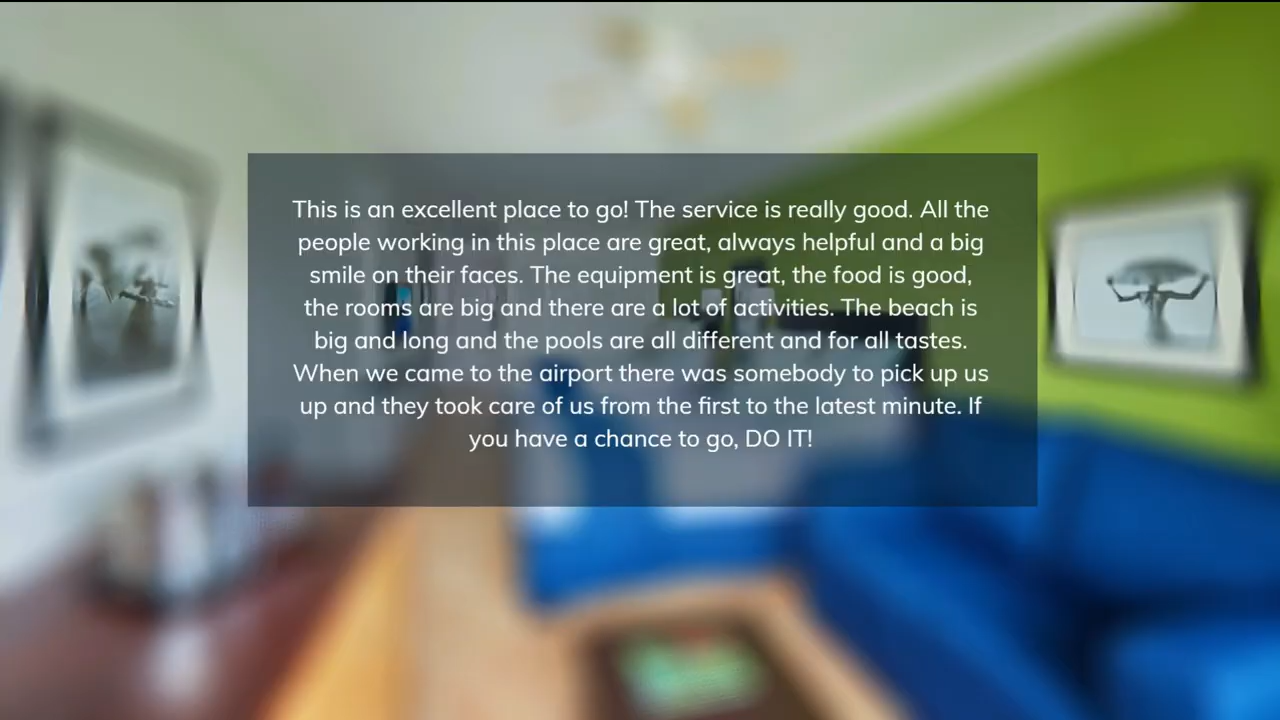 This is an excellent place to go! The service is really good. All the
people working in this place are great, always helpful and a big
smile on their faces. The equipment is great, the food is good,
the rooms are big and there are a lot of activities. The beach is
big and long and the pools are all different and for all tastes.
When we came to the airport there was somebody to pick up us
up and they took care of us from the first to the latest minute. If
you have a chance to go, DO IT!